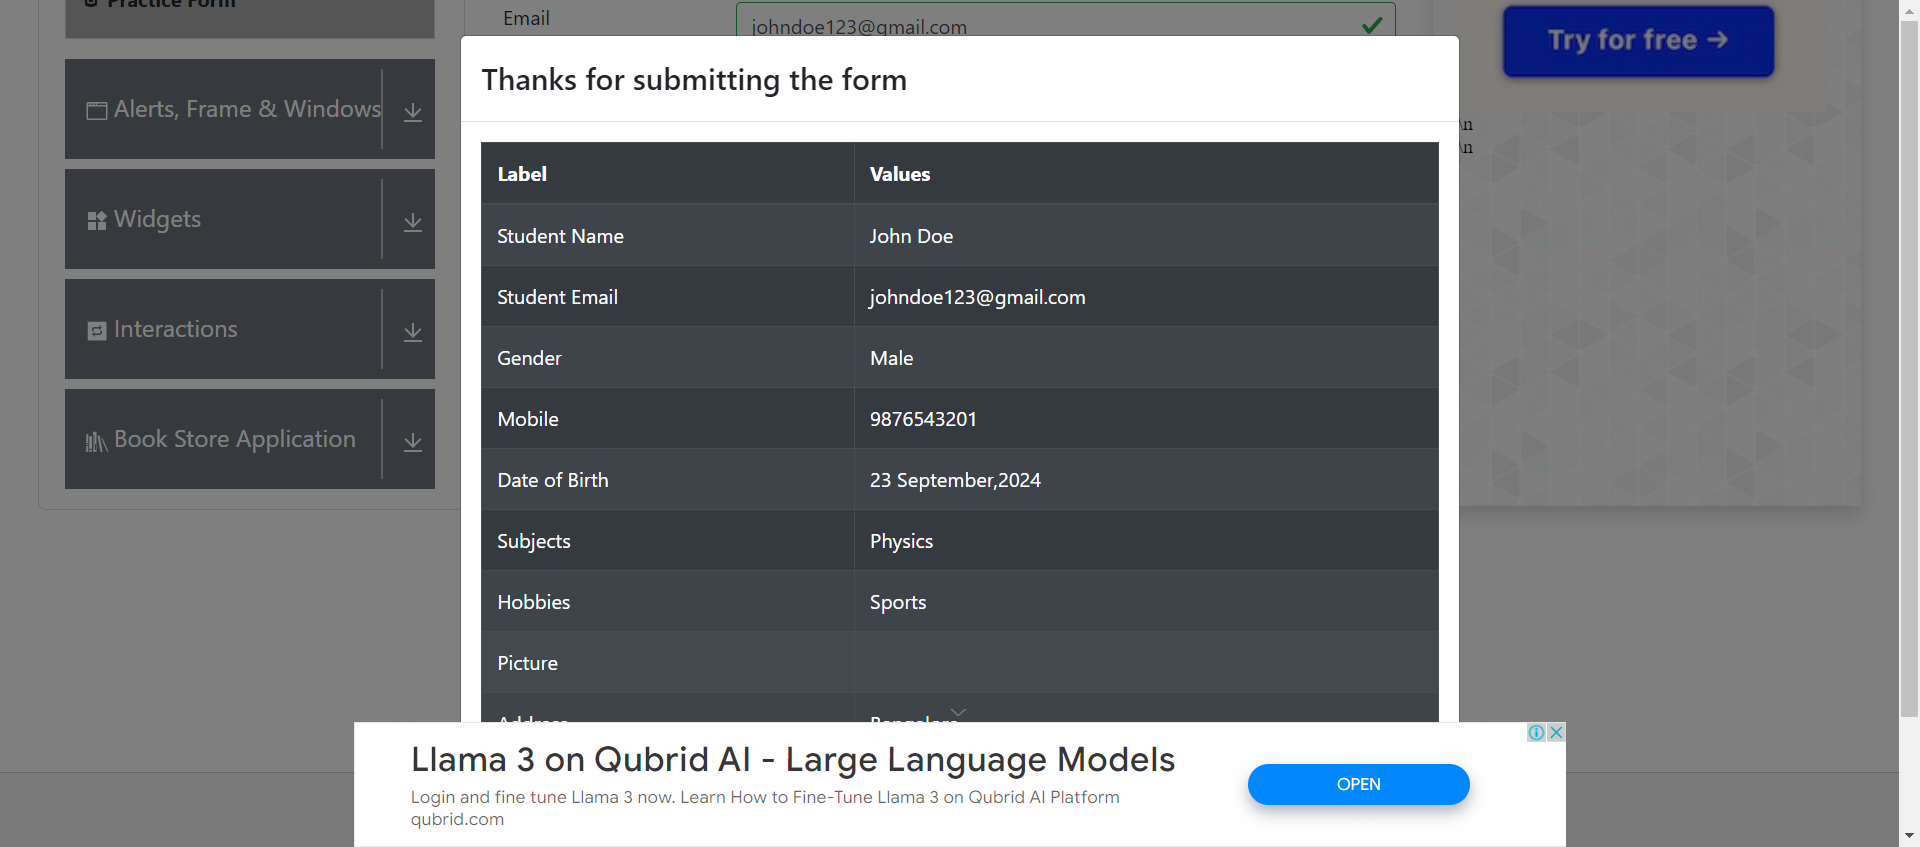 Practice Form
Email
johndoe123@gmail.com
Try for free →
Thanks for submitting the form
Alerts, Frame & Windows
Widgets
Interactions
Book Store Application
\n
\n
Label Values
Student Name John Doe
Student Email johndoe123@gmail.com
Gender Male
Mobile 9876543201
Date of Birth 23 September,2024
Subjects Physics
Hobbies Sports
Picture
Address Bangalore
Llama 3 on Qubrid AI - Large Language Models
Login and fine tune Llama 3 now. Learn How to Fine-Tune Llama 3 on Qubrid AI Platform
qubrid.com
OPEN